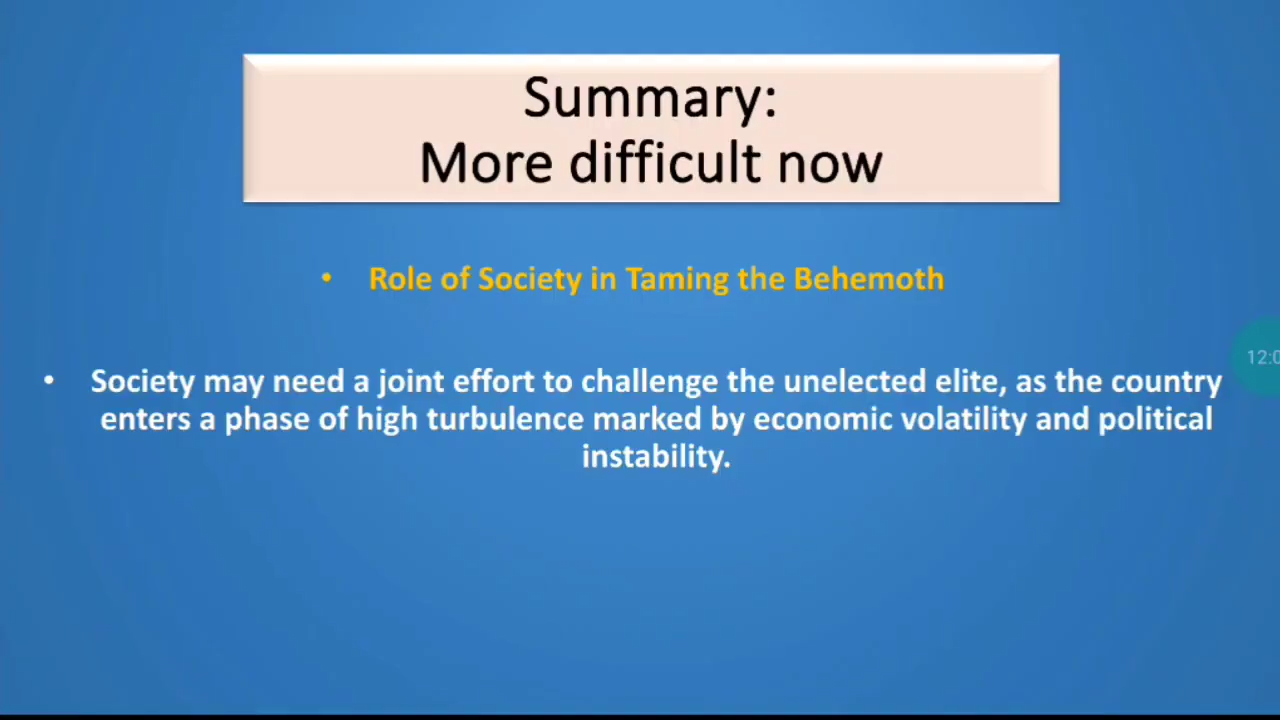 Summary:
More difficult now
• Role of Society in Taming the Behemoth
• Society may need a joint effort to challenge the unelected elite, as the country
enters a phase of high turbulence marked by economic volatility and political
instability.